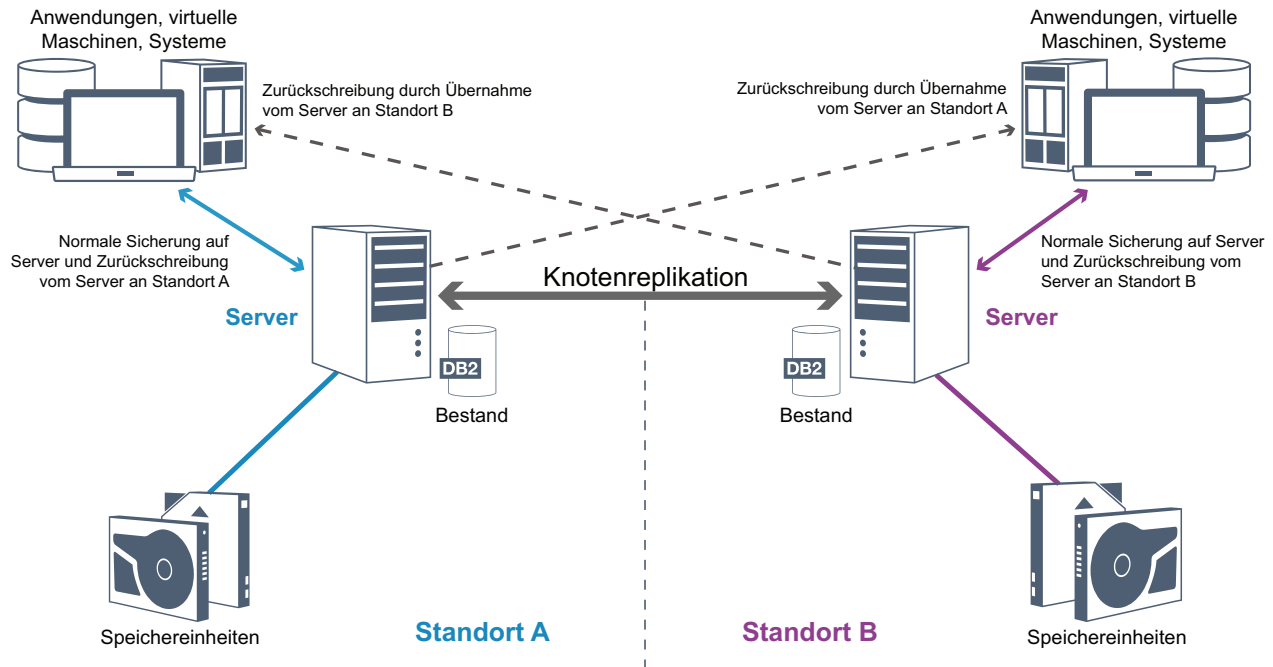 Anwendungen, virtuelle
Maschinen, Systeme
Zurückschreibung durch Übernahme
vom Server an Standort B
Zurückschreibung durch Übernahme
vom Server an Standort A
Anwendungen, virtuelle
Maschinen, Systeme
Normale Sicherung auf
Server und Zurückschreibung
vom Server an Standort A
Server
Knotenreplikation
Normale Sicherung auf Server
und Zurückschreibung vom
Server an Standort B
Server
DB2
Bestand
DB2
Bestand
Speichereinheiten
Standort A
Standort B
Speichereinheiten